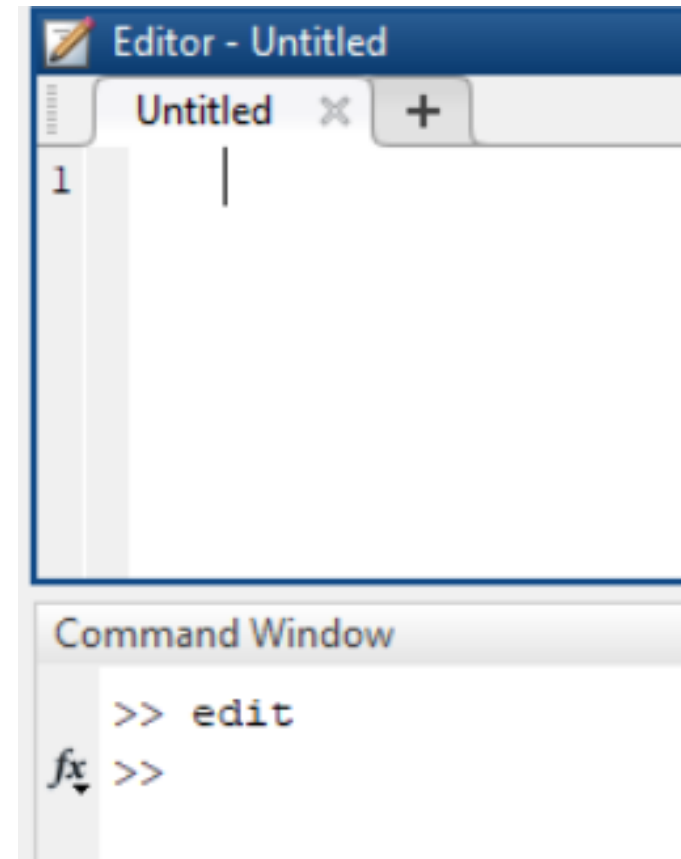 Editor - Untitled
Untitled
1
Command Window
>> edit
fx >>